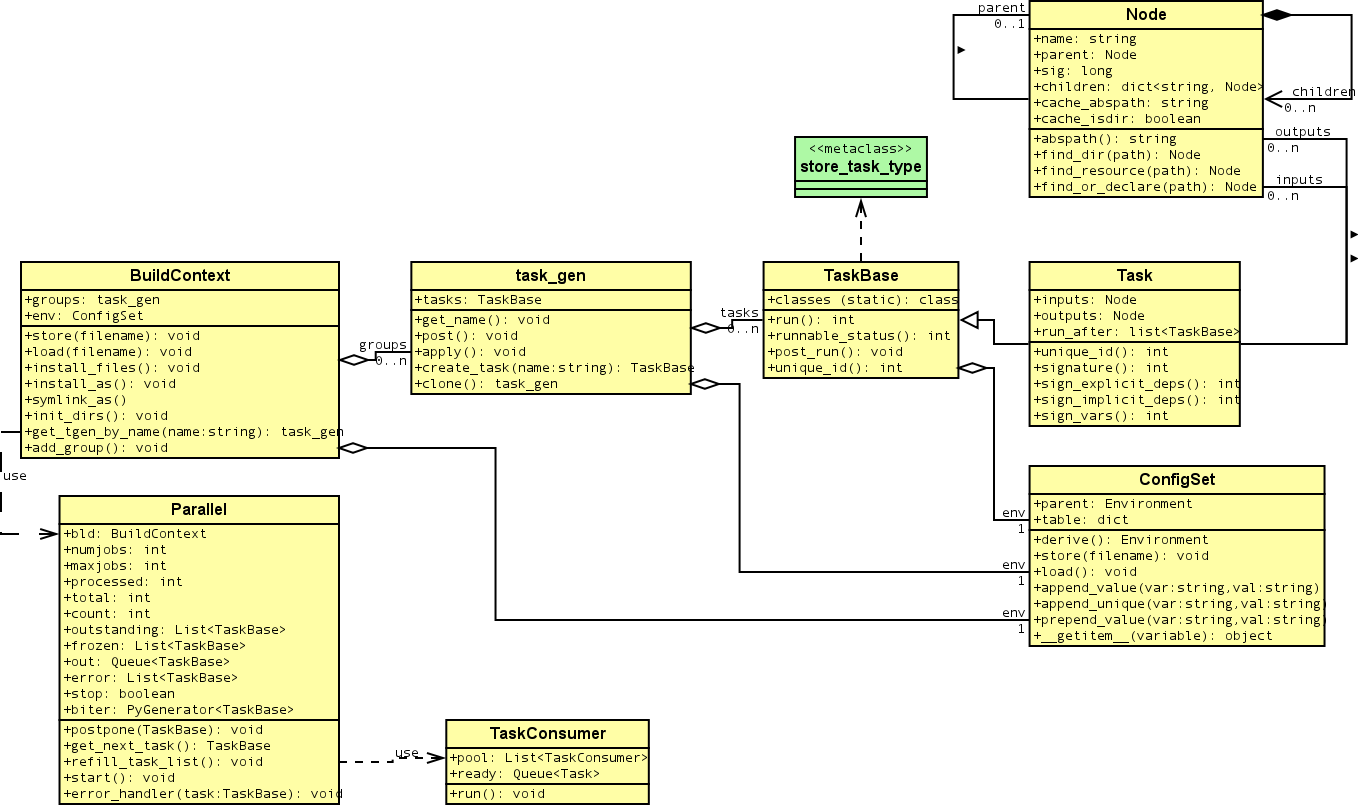 parent
0..1
Node
+name: string
+parent: Node
+sig: long
+children: dict<string, Node>
+cache_abspath: string
+cache_isdir: boolean
+abspath(): string
+find_dir(path): Node
+find_resource(path): Node
+find_or_declare(path): Node
children
0..n
outputs
0..n
inputs
0..n
<<metaclass>>
store_task_type
BuildContext
+groups: task_gen
+env: ConfigSet
+store(filename): void
+load(filename): void
+install_files(): void
+install_as(): void
+symlink_as()
+init_dirs(): void
+get_tgen_by_name(name:string): task_gen
+add_group(): void
groups
0..n
task_gen
+tasks: TaskBase
+get_name(): void
+post(): void
+apply(): void
+create_task(name:string): TaskBase
+clone(): task_gen
tasks
0..n
TaskBase
+classes (static): class
+run(): int
+runnable_status(): int
+post_run(): void
+unique_id(): int
Task
+inputs: Node
+outputs: Node
+run_after: list<TaskBase>
+unique_id(): int
+signature(): int
+sign_explicit_deps(): int
+sign_implicit_deps(): int
+sign_vars(): int
use
Parallel
+bld: BuildContext
+numjobs: int
+maxjobs: int
+processed: int
+total: int
+count: int
+outstanding: List<TaskBase>
+frozen: List<TaskBase>
+out: Queue<TaskBase>
+error: List<TaskBase>
+stop: boolean
+biter: PyGenerator<TaskBase>
+postpone(TaskBase): void
+get_next_task(): TaskBase
+refill_task_list(): void
+start(): void
+error_handler(task:TaskBase): void
use
TaskConsumer
+pool: List<TaskConsumer>
+ready: Queue<Task>
+run(): void
env
1
env
1
env
1
ConfigSet
+parent: Environment
+table: dict
+derive(): Environment
+store(filename): void
+load(): void
+append_value(var:string,val:string)
+append_unique(var:string,val:string)
+prepend_value(var:string,val:string)
+__getitem__(variable): object